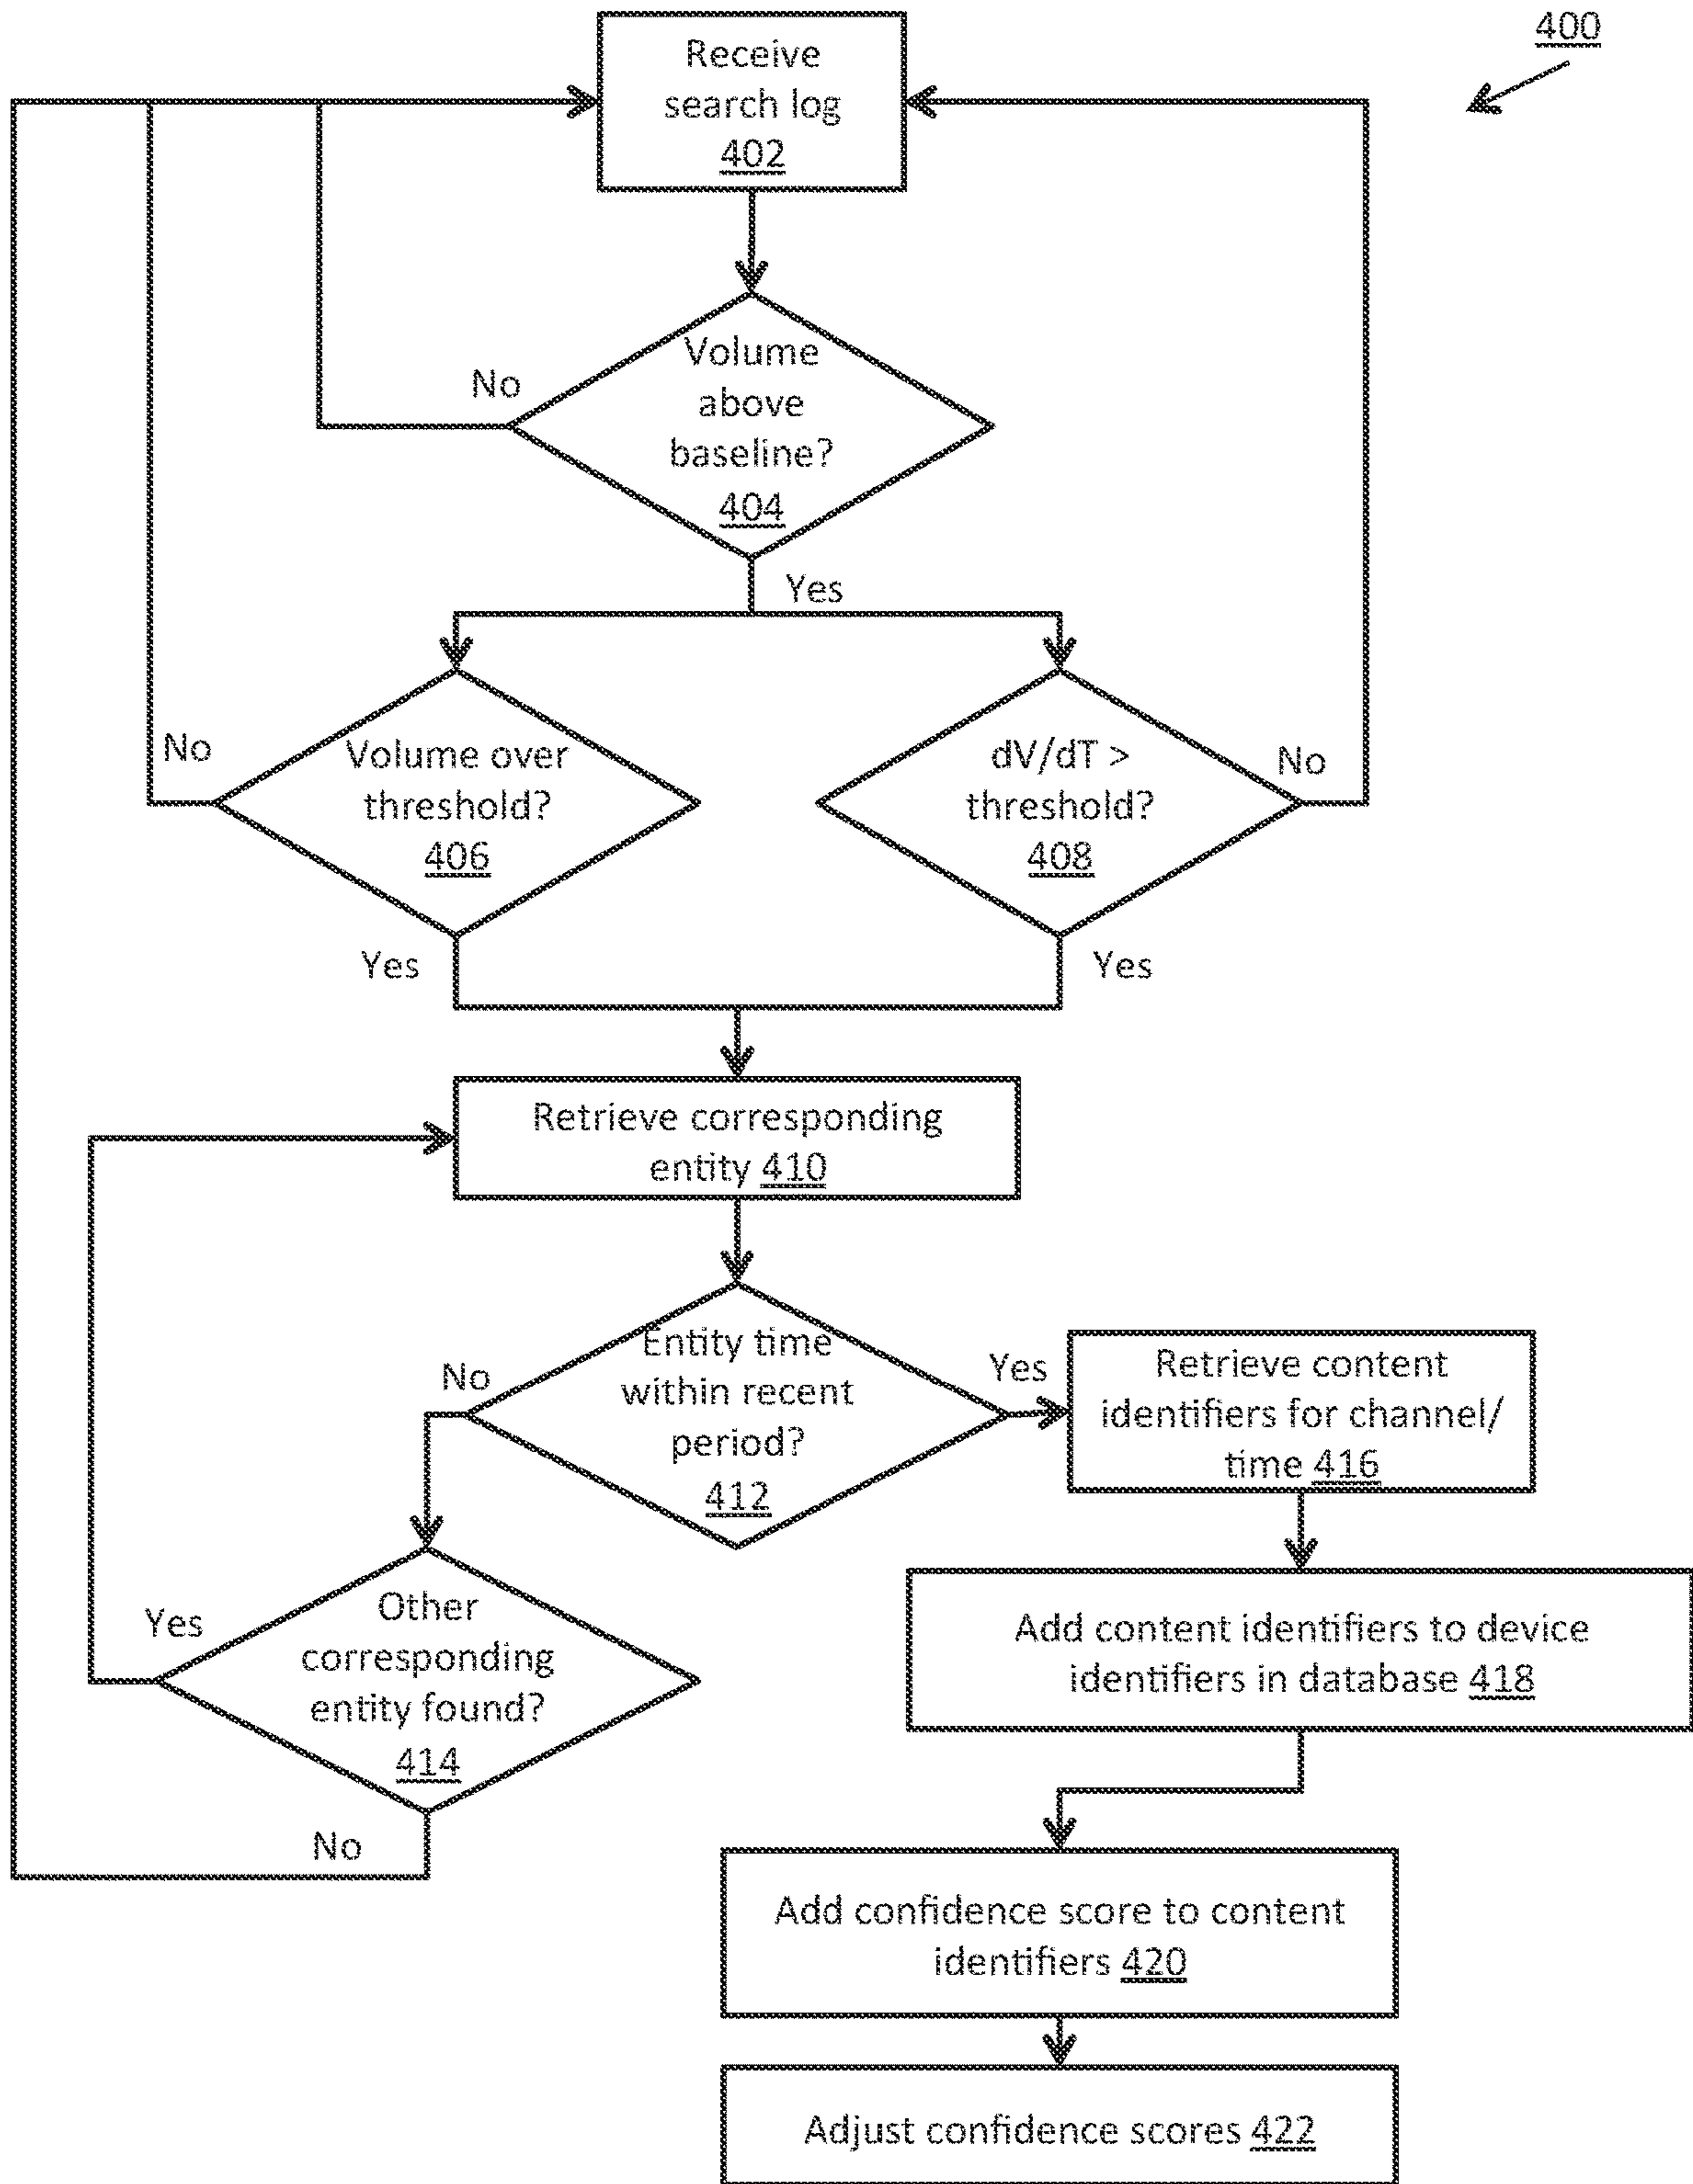 400
Receive
search log
402
Volume
above
baseline?
404
No
Yes
Volume over
threshold?
406
No
Yes
dV/dT >
threshold?
408
No
Yes
Retrieve corresponding
entity 410
Entity time
within recent
period?
412
No
Yes
Retrieve content
identifiers for channel/
time 416
Other
corresponding
entity found?
414
Yes
No
Add content identifiers to device
identifiers in database 418
Add confidence score to content
identifiers 420
Adjust confidence scores 422